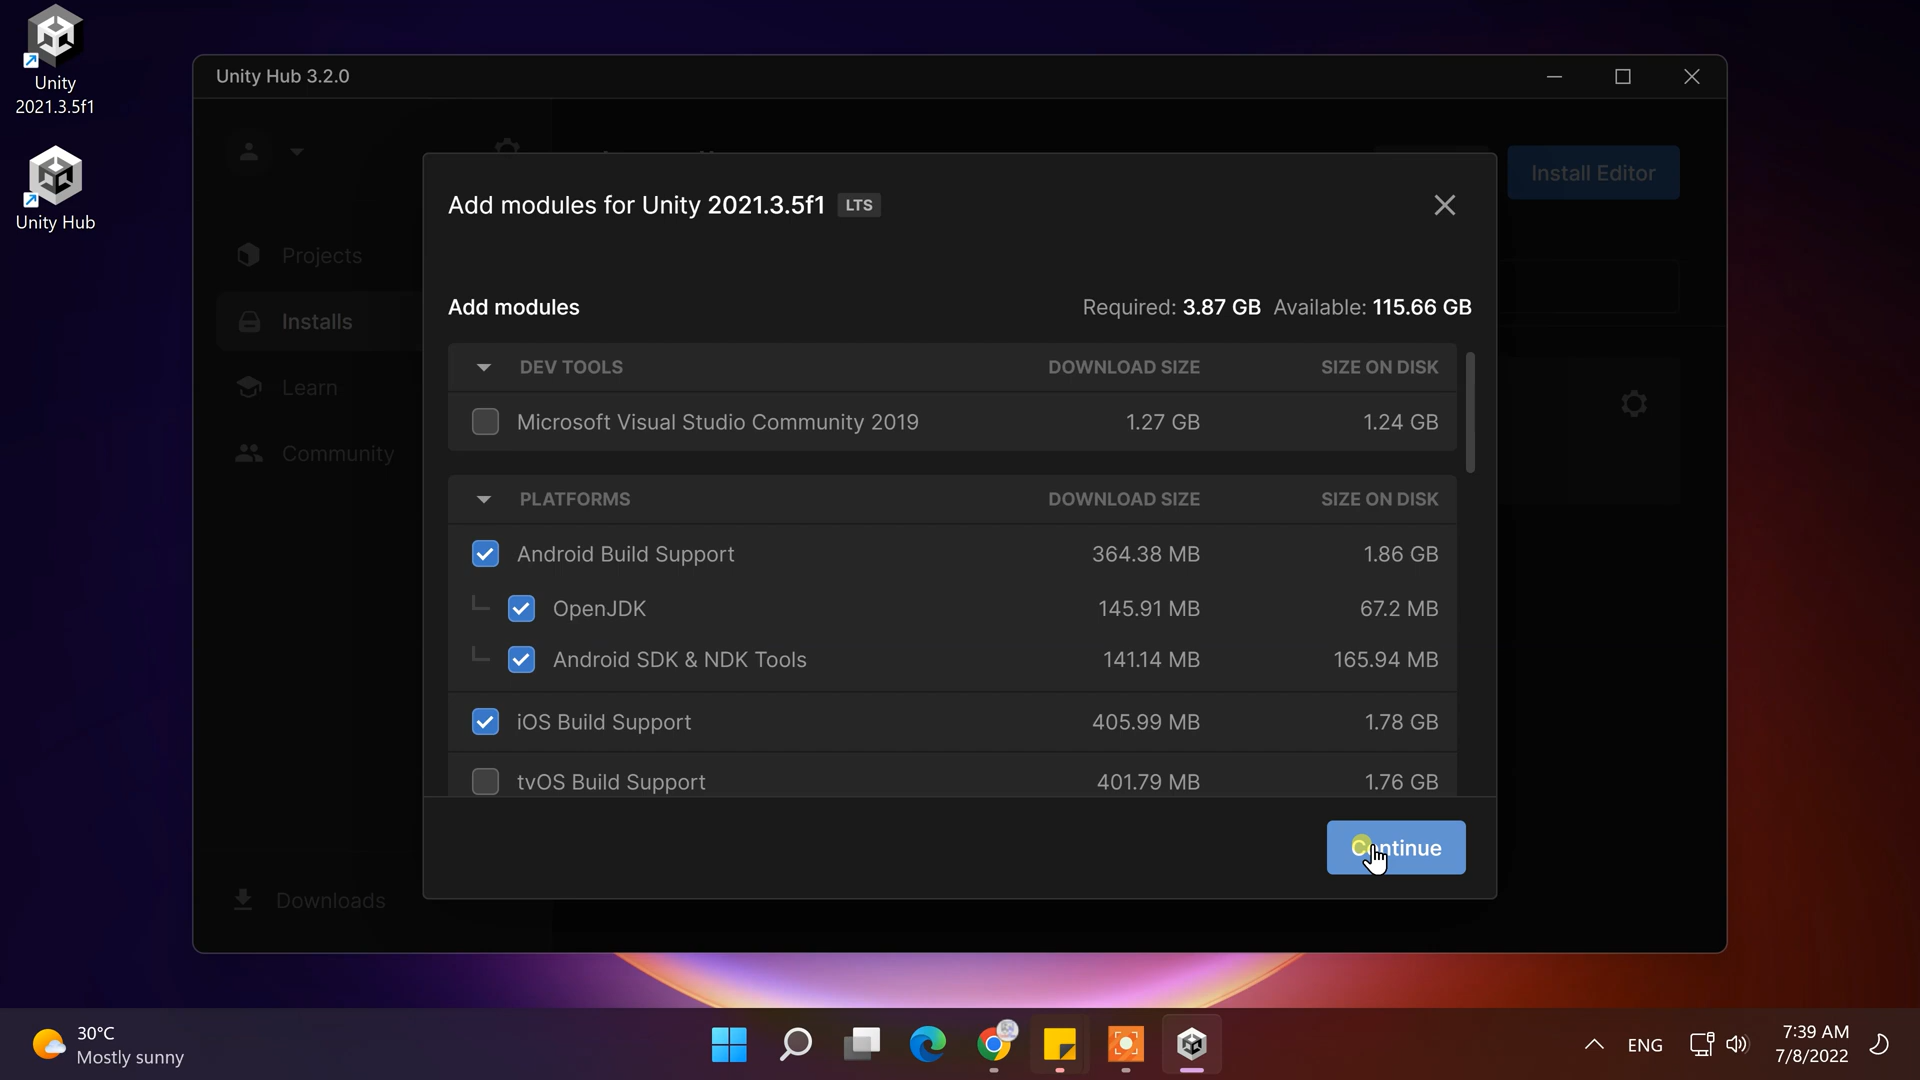 Unity
2021.3.5f1
Unity Hub
Unity Hub 3.2.0
Install Editor
Projects
Installs
Learn
Community
Downloads
Add modules for Unity 2021.3.5f1 LTS
Add modules Required: 3.87 GB Available: 115.66 GB
DEV TOOLS DOWNLOAD SIZE SIZE ON DISK
Microsoft Visual Studio Community 2019 1.27 GB 1.24 GB
PLATFORMS DOWNLOAD SIZE SIZE ON DISK
Android Build Support 364.38 MB 1.86 GB
OpenJDK 145.91 MB 67.2 MB
Android SDK & NDK Tools 141.14 MB 165.94 MB
iOS Build Support 405.99 MB 1.78 GB
tvOS Build Support 401.79 MB 1.76 GB
Continue
30°C
Mostly sunny
ENG
7:39 AM
7/8/2022